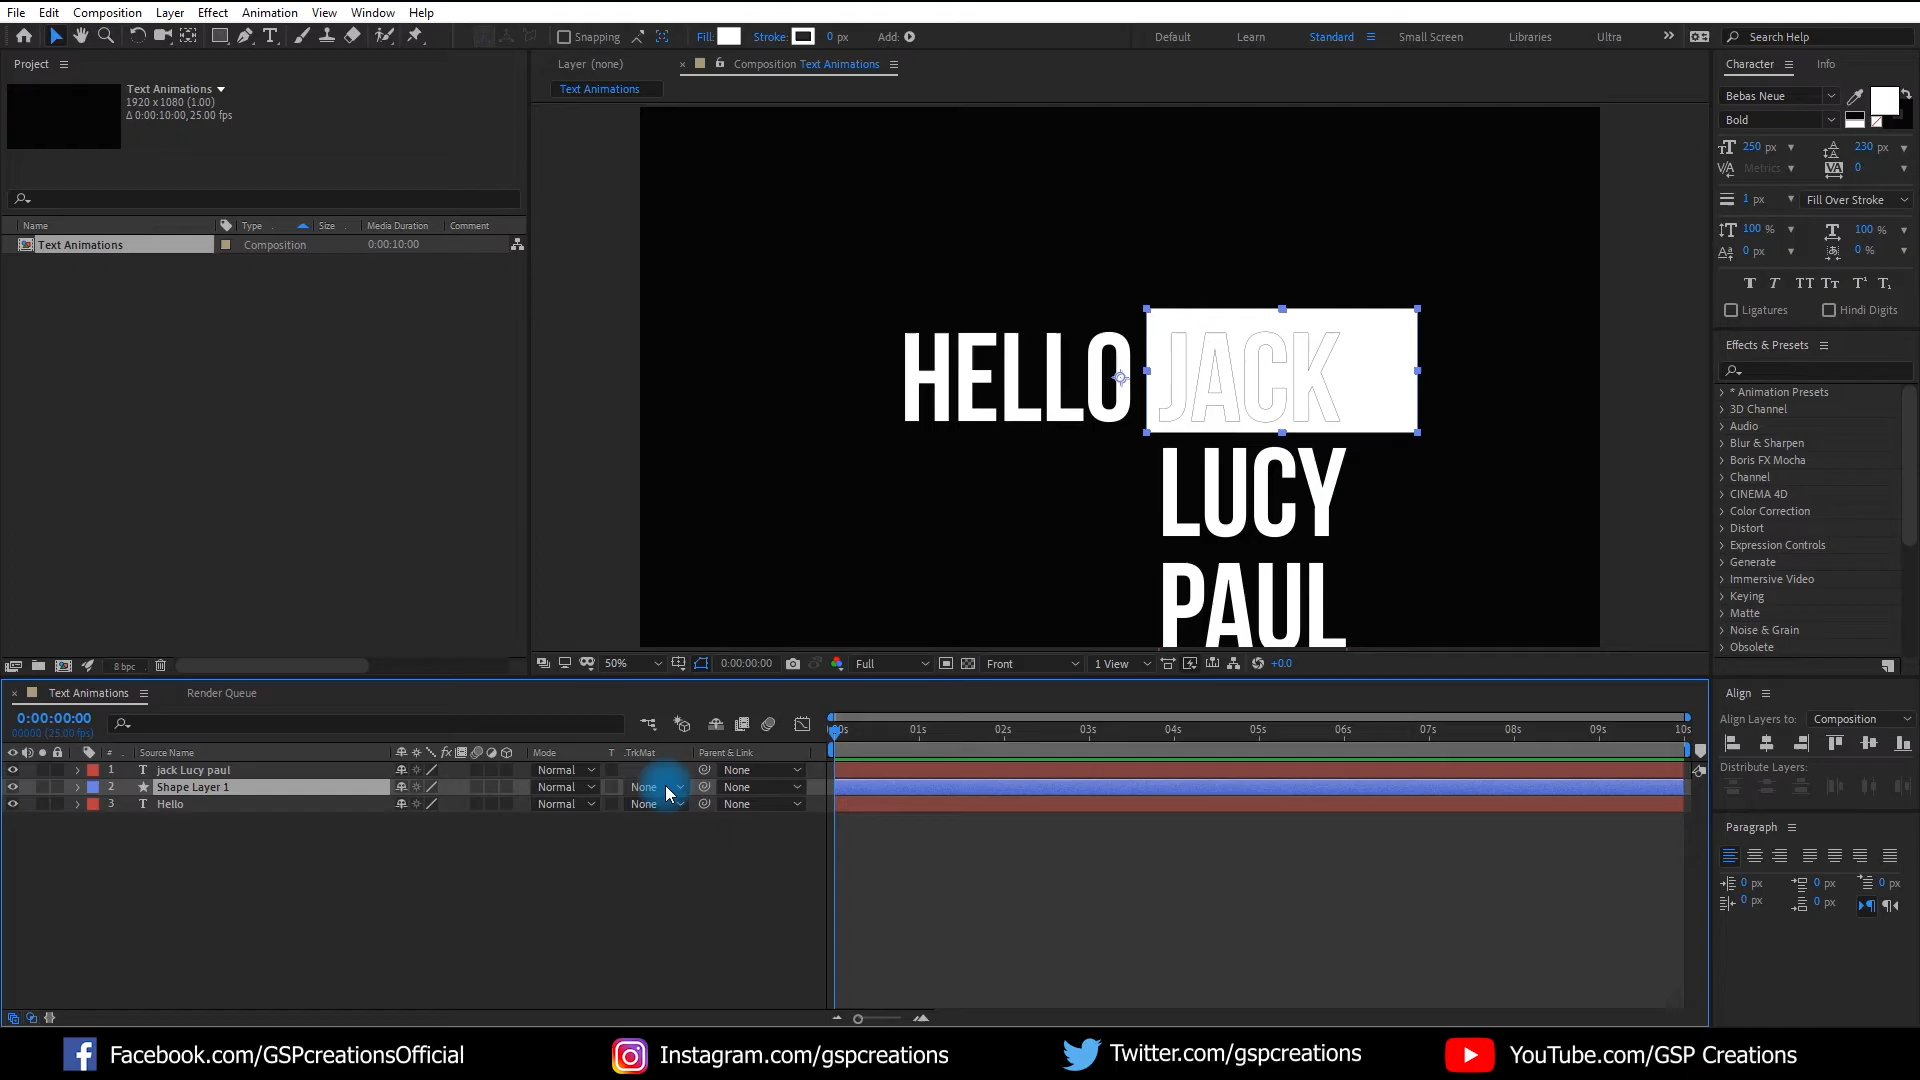 File Edit Composition Layer Effect Animation View Window Help
Snapping Fill: Stroke: 0 px Add: Default Learn Standard Small Screen Libraries Ultra Search Help
Project
Text Animations
1920 x 1080 (1.00)
Δ 0:00:10:00, 25.00 fps
Name Type Size Media Duration Comment
Text Animations Composition 0:00:10:00
8 bpc
Layer (none) Composition Text Animations
Text Animations
HELLO JACK
LUCY
PAUL
50% 0:00:00:00 Full Front 1 View +0.0
Character Info
Bebas Neue
Bold
250 px 230 px
Metrics 0
1 px Fill Over Stroke
100 % 100 %
0 px 0 %
Ligatures Hindi Digits
Effects & Presets
* Animation Presets
3D Channel
Audio
Blur & Sharpen
Boris FX Mocha
Channel
CINEMA 4D
Color Correction
Distort
Expression Controls
Generate
Immersive Video
Keying
Matte
Noise & Grain
Obsolete
Align
Align Layers to: Composition
Distribute Layers:
Paragraph
0 px 0 px 0 px
0 px 0 px
Text Animations Render Queue
0:00:00:00
00000 (25.00 fps)
# Source Name Mode T .TrkMat Parent & Link
1 jack Lucy paul Normal None
2 Shape Layer 1 Normal None None
3 Hello Normal None None
01s 02s 03s 04s 05s 06s 07s 08s 09s 10s
Facebook.com/GSPcreationsOfficial Instagram.com/gspcreations Twitter.com/gspcreations YouTube.com/GSP Creations